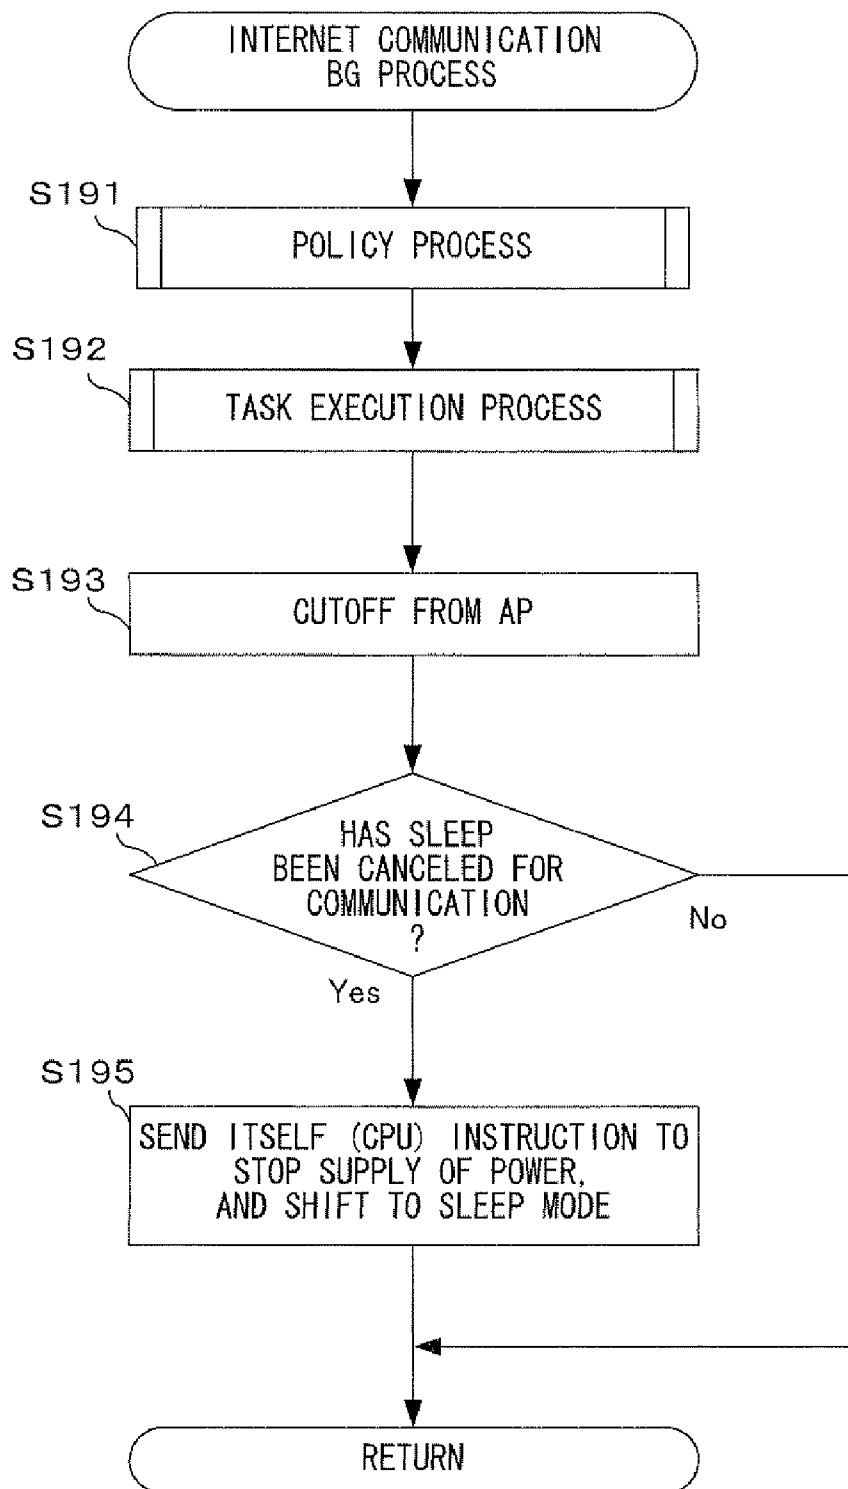 INTERNET COMMUNICATION
BG PROCESS
S191
POLICY PROCESS
S192
TASK EXECUTION PROCESS
S193
CUTOFF FROM AP
S194
HAS SLEEP
BEEN CANCELED FOR
COMMUNICATION
?
No
Yes
S195
SEND ITSELF (CPU) INSTRUCTION TO
STOP SUPPLY OF POWER,
AND SHIFT TO SLEEP MODE
RETURN